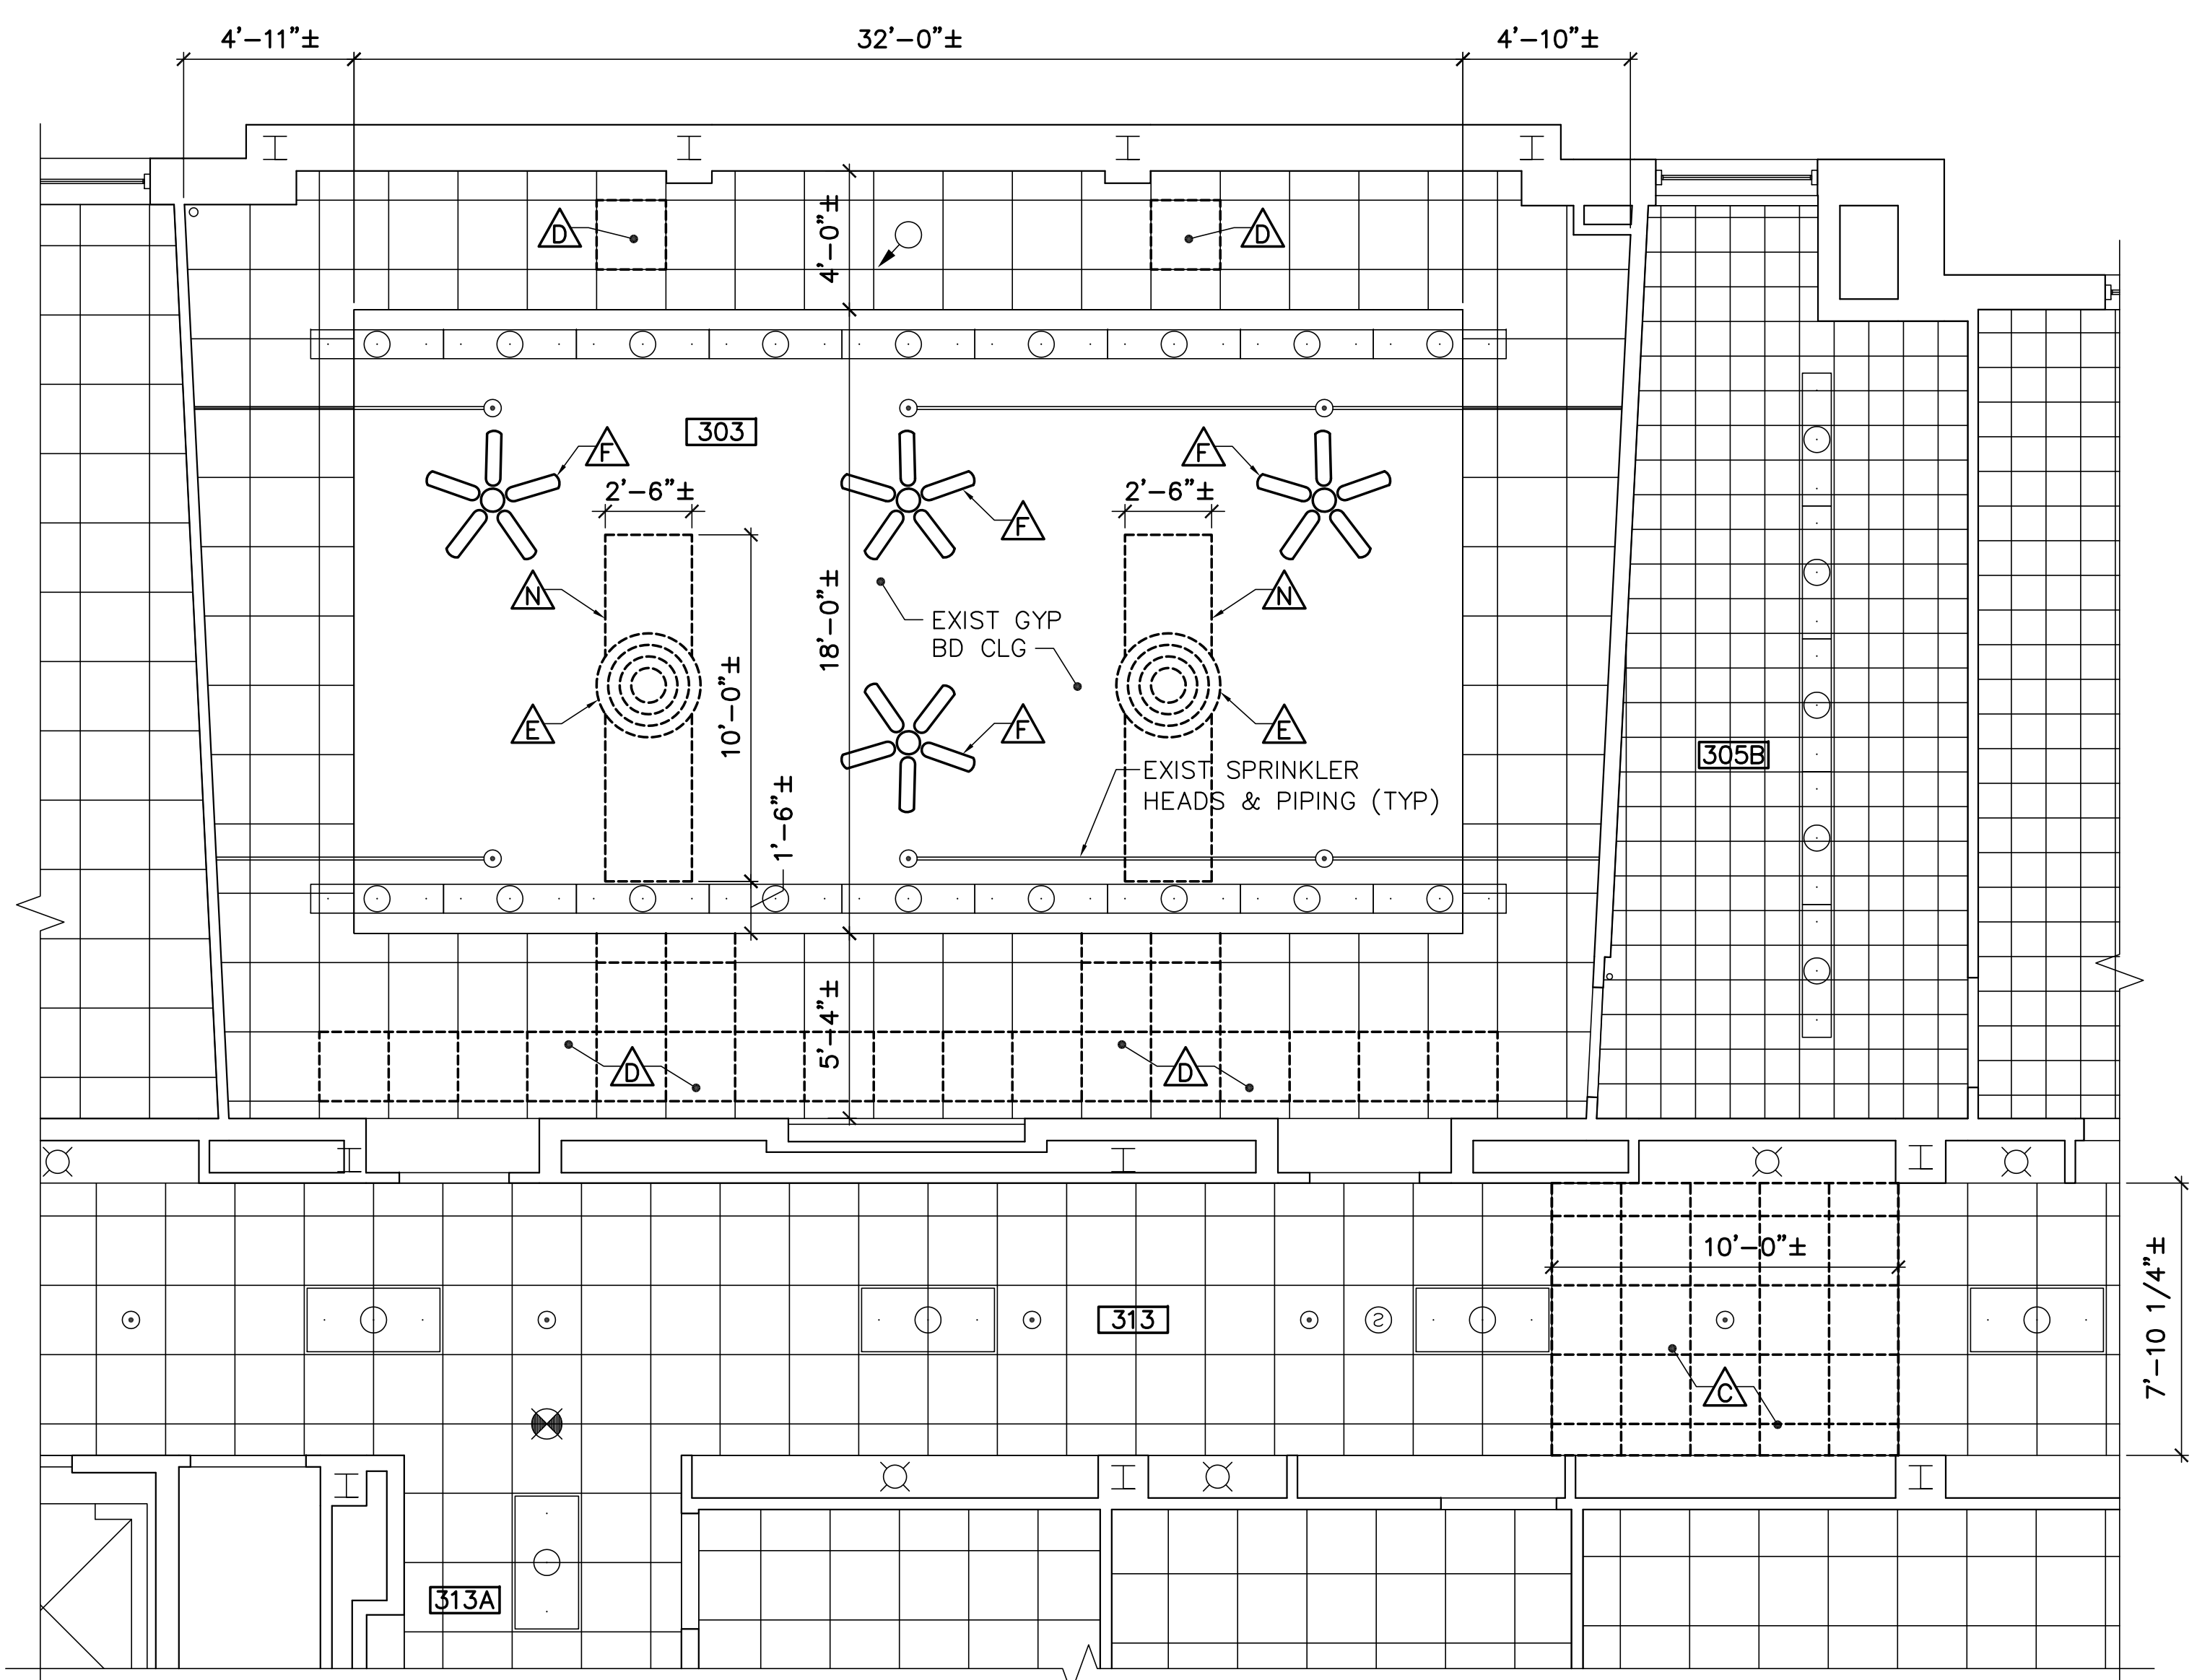 4'-11"±
32'-0"±
4'-10"±
D
4'-0"±
D
303
F
F
2'-6"±
F
2'-6"±
N
18'-0"±
EXIST GYP
BD CLG
N
E
10'-0"±
F
E
1'-6"±
EXIST SPRINKLER
HEADS & PIPING (TYP)
305B
5'-4"±
D
D
10'-0"±
313
S
7'-10 1/4"±
C
313A